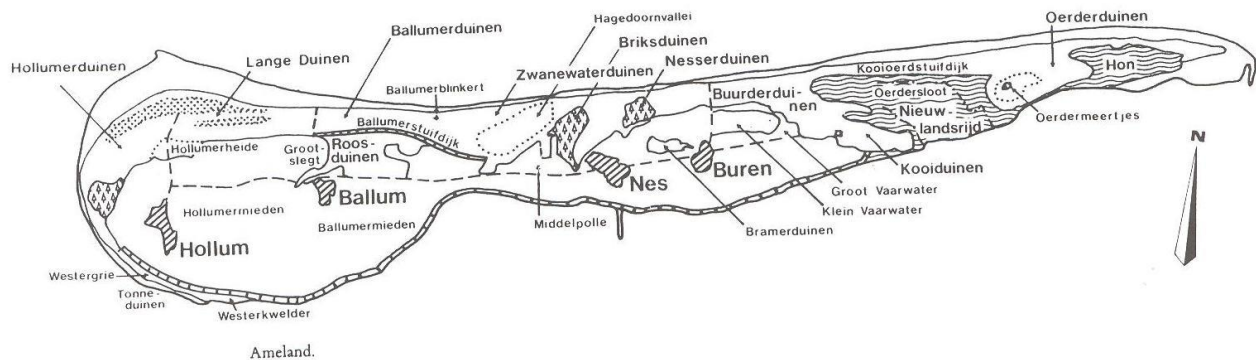 Hagedoornvallei
Oerderduinen
Ballumerduinen
Briksduinen
Hollumerduinen
Lange Duinen
Zwanewaterduinen
Nesserduinen
Hon
Kooioerdstuifdijk
Ballumerblinkert
Buurderdui-
nen
Oerdersloot
Nieuw-
landsrijd
Oerdermeertjes
Ballumerstuifdijk
Hollumerheide
Groot-
slegt
Roos-
duinen
N
Kooiduinen
Nes
Buren
Ballum
Groot Vaarwater
Hollummieden
Klein Vaarwater
Ballumermieden
Middelpolle
Bramerduinen
Hollum
Westergrie
Tonne-
duinen
Westerkwelder
Ameland.